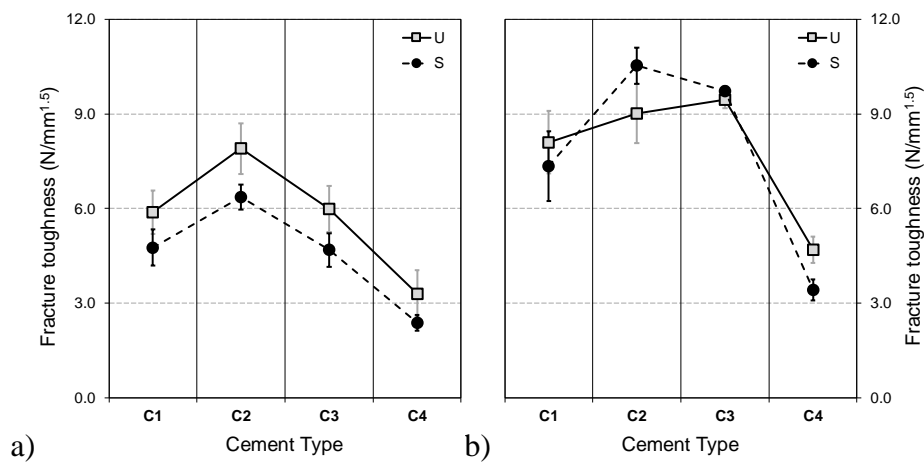 Fracture toughness (N/mm1.5)
12.0
9.0
6.0
3.0
0.0
U
S
C1 C2 C3 C4
Cement Type
a)
U
S
C1 C2 C3 C4
Cement Type
b)
12.0
9.0
6.0
3.0
0.0
Fracture toughness (N/mm1.5)